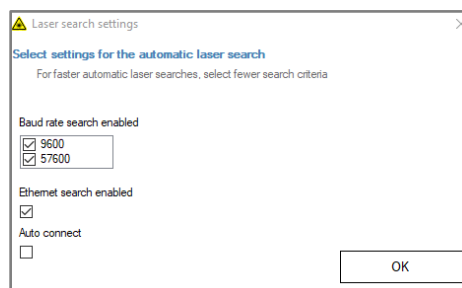 Laser search settings
Select settings for the automatic laser search
For faster automatic laser searches, select fewer search criteria
Baud rate search enabled
9600
57600
Ethernet search enabled
Auto connect
OK